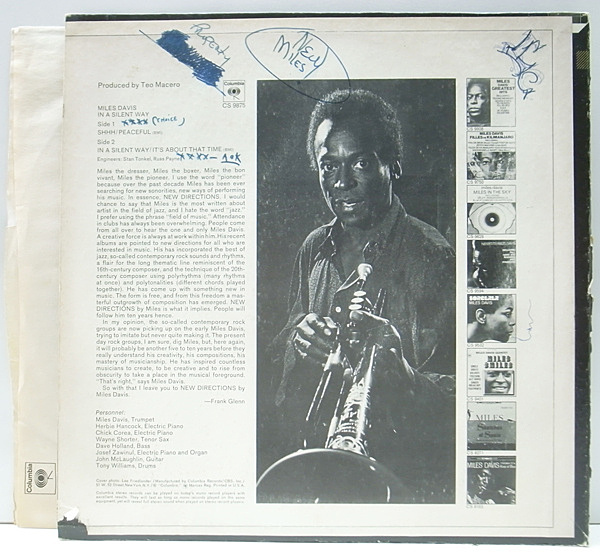 PROPERTY
NEW
MILES
Produced by Teo Macero
Columbia
CS 9875
MILES DAVIS
IN A SILENT WAY
Side 1 (TWICE)
SHHH/PEACEFUL
Side 2
IN A SILENT WAY/IT'S ABOUT THAT TIME
Engineers: Stan Tonkel, Russ Payne
Miles the dresser, Miles the boxer, Miles the bon
vivant, Miles the pioneer. I use the word "pioneer"
because over the past decade Miles has been ever
searching for new sonorities, new ways of performing
his music. In essence, NEW DIRECTIONS. I would
chance to say that Miles is the most written about
artist in the field of jazz, and I hate the word "jazz."
I prefer using the phrase "field of music." Attendance
in clubs has always been overwhelming. People come
from all over to hear the one and only Miles Davis.
A creative force is always at work within him. His recent
albums are pointed to new directions for all who are
interested in music. His has incorporated the best of
jazz, so-called contemporary rock sounds and rhythms,
a flair for the long thematic line reminiscent of the
19th-century composer, and the technique of the 20th-
century composer using polyrhythms (many rhythms
at once) and polytonalities (different chords played
together). He has come up with something new in
music. The form is free, and from this freedom a mas-
terful outgrowth of composition has emerged. NEW
DIRECTIONS by Miles is what it implies. People will
follow him ten years hence.
In my opinion, the so-called contemporary rock
groups are now picking up on the early Miles Davis,
trying to imitate but never quite making it. The present
day rock groups, I am sure, dig Miles, but, here again,
it will probably be another five to ten years before they
really understand his creativity, his compositions, his
mastery of musicianship. He has inspired countless
musicians to create, to be creative and to rise from
obscurity to take a place in the musical foreground.
"That's right," says Miles Davis.
So with that I leave you to NEW DIRECTIONS by
Miles Davis.
—Frank Glenn
Personnel:
Miles Davis, Trumpet
Herbie Hancock, Electric Piano
Chick Corea, Electric Piano
Wayne Shorter, Tenor Sax
Dave Holland, Bass
Josef Zawinul, Electric Piano and Organ
John McLaughlin, Guitar
Tony Williams, Drums
MILES
DAVIS'
GREATEST
HITS
MILES DAVIS
FILLES DE KILIMANJARO
MILES IN THE SKY
SORCERER
MILES DAVIS
MILES
SMILES
MILES
MILES DAVIS
Columbia